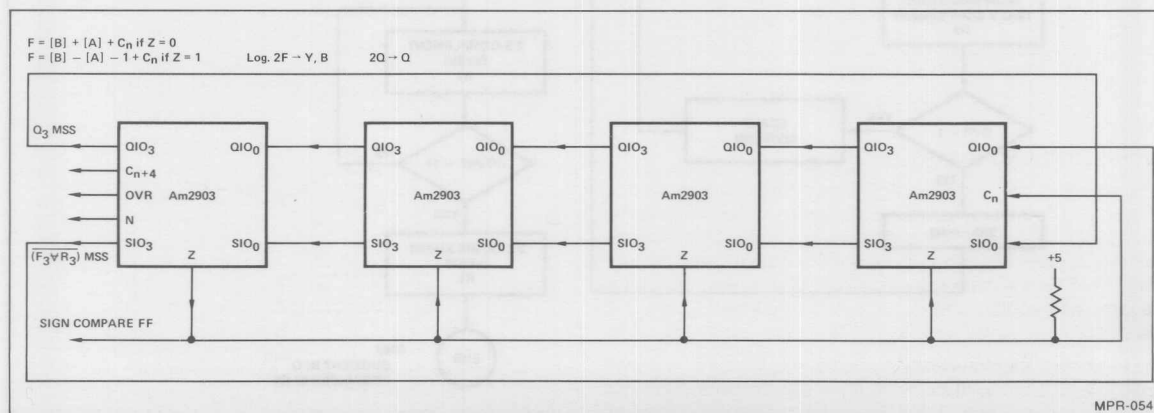 F = [B] + [A] + Cn if Z = 0
F = [B] − [A] − 1 + Cn if Z = 1 Log. 2F → Y, B 2Q → Q
Q3 MSS
QIO3 QIO0 QIO3 QIO0 QIO3 QIO0 QIO3 QIO0
Cn+4
OVR Am2903 Am2903 Am2903 Am2903 Cn
N
SIO3 SIO0 SIO3 SIO0 SIO3 SIO0 SIO3 SIO0
(F3∀R3) MSS Z Z Z Z +5
SIGN COMPARE FF
MPR-054